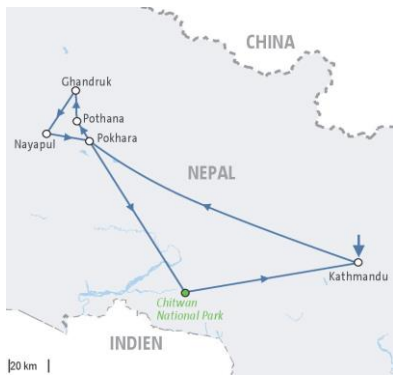 CHINA
Ghandruk
Pothana
Nayapul
Pokhara
NEPAL
Kathmandu
Chitwan
National Park
INDIEN
20 km